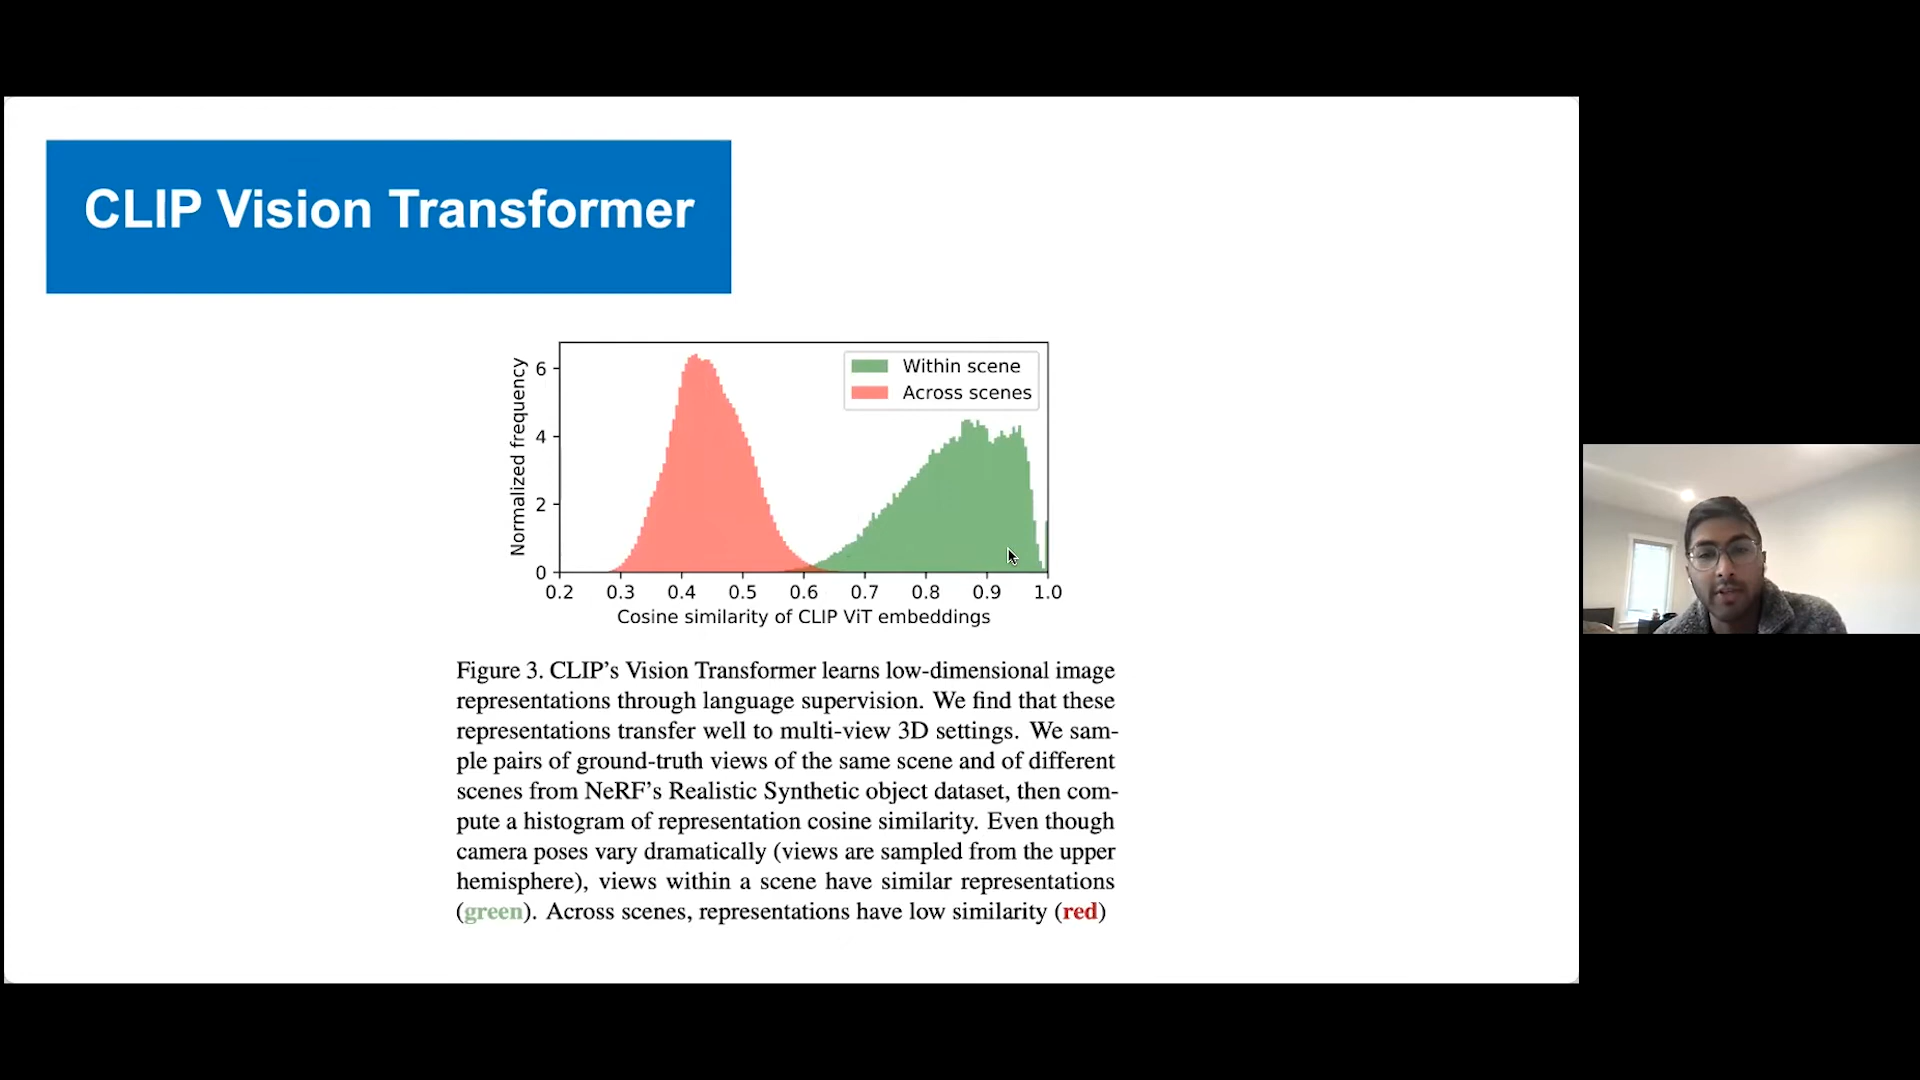 CLIP Vision Transformer
6
4
2
0
Normalized frequency
Within scene
Across scenes
0.2 0.3 0.4 0.5 0.6 0.7 0.8 0.9 1.0
Cosine similarity of CLIP ViT embeddings
Figure 3. CLIP's Vision Transformer learns low-dimensional image
representations through language supervision. We find that these
representations transfer well to multi-view 3D settings. We sam-
ple pairs of ground-truth views of the same scene and of different
scenes from NeRF's Realistic Synthetic object dataset, then com-
pute a histogram of representation cosine similarity. Even though
camera poses vary dramatically (views are sampled from the upper
hemisphere), views within a scene have similar representations
(green). Across scenes, representations have low similarity (red)